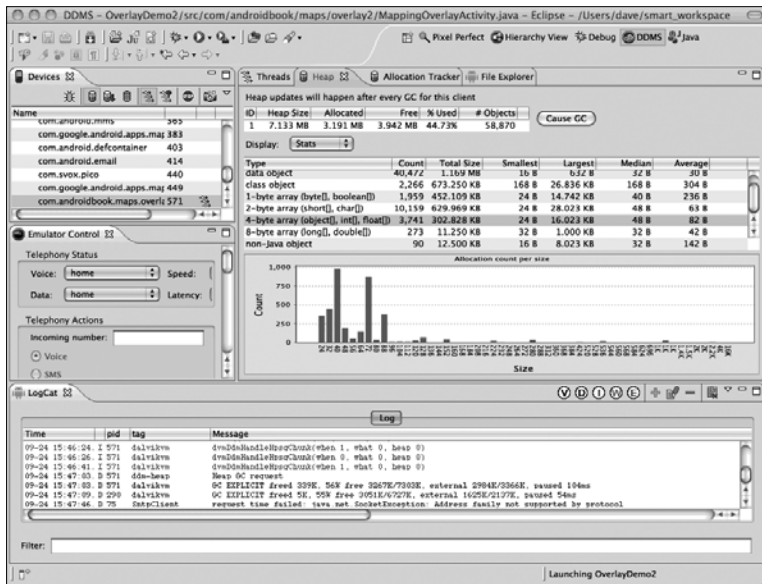 DDMS - OverlayDemo2/src/com/androidbook/maps/overlay2/MappingOverlayActivity.java - Eclipse - /Users/dave/smart_workspace
Pixel Perfect Hierarchy View Debug DDMS Java
Devices
Name
com.android.mms 365
com.google.android.apps.maj 383
com.android.defcontainer 403
com.android.email 414
com.svox.pico 440
com.google.android.apps.maj 449
com.androidbook.maps.overla 571
Emulator Control
Telephony Status
Voice: home Speed:
Data: home Latency:
Telephony Actions
Incoming number:
Voice
SMS
Threads Heap Allocation Tracker File Explorer
Heap updates will happen after every GC for this client
ID Heap Size Allocated Free % Used # Objects
1 7.133 MB 3.191 MB 3.942 MB 44.73% 58,870
Cause GC
Display: Stats
Type Count Total Size Smallest Largest Median Average
data object 40,472 1.169 MB 16 B 632 B 32 B 30 B
class object 2,266 673.250 KB 168 B 26.836 KB 168 B 304 B
1-byte array (byte[], boolean[]) 1,959 452.109 KB 24 B 14.742 KB 40 B 236 B
2-byte array (short[], char[]) 10,159 629.969 KB 24 B 28.023 KB 48 B 63 B
4-byte array (object[], int[], float[]) 3,741 302.828 KB 24 B 16.023 KB 48 B 82 B
8-byte array (long[], double[]) 273 11.250 KB 32 B 1.000 KB 32 B 42 B
non-Java object 90 12.500 KB 16 B 8.023 KB 32 B 142 B
Allocation count per size
1,000
750
500
250
0
Count
Size
LogCat
V D I W E
Log
Time pid tag Message
09-24 15:46:24. I 571 dalvikvm dvmDdmHandleHpsgChunk(when 1, what 0, heap 0)
09-24 15:46:26. I 571 dalvikvm dvmDdmHandleHpsgChunk(when 1, what 0, heap 0)
09-24 15:46:41. I 571 dalvikvm dvmDdmHandleHpsgChunk(when 1, what 0, heap 0)
09-24 15:47:03. D 571 ddm-heap Heap GC request
09-24 15:47:03. D 571 dalvikvm GC EXPLICIT freed 339K, 56% free 3267K/7303K, external 2984K/3366K, paused 104ms
09-24 15:47:09. D 290 dalvikvm GC EXPLICIT freed 5K, 55% free 3051K/6727K, external 1625K/2137K, paused 54ms
09-24 15:47:46. D 75 SntpClient request time failed: java.net.SocketException: Address family not supported by protocol
Filter:
Launching OverlayDemo2